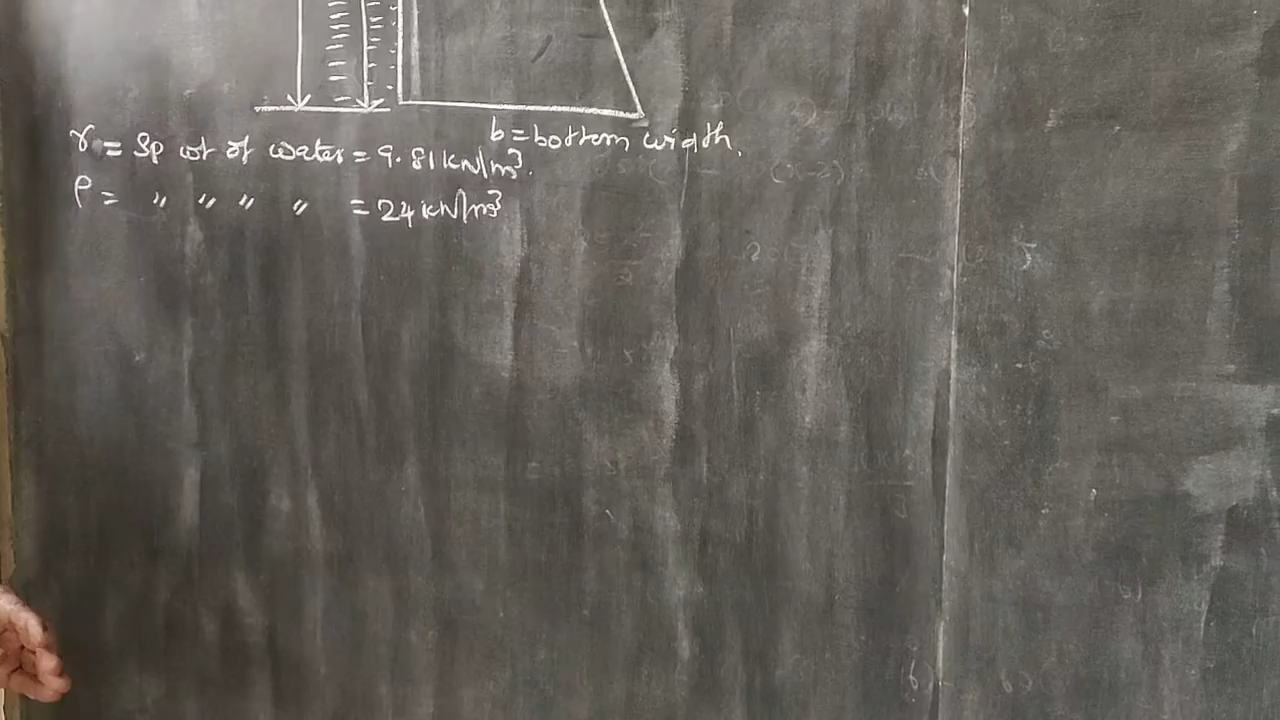 b = bottom width.
γ = Sp wt of water = 9.81 kN/m³.
ρ = " " " " = 24 kN/m³